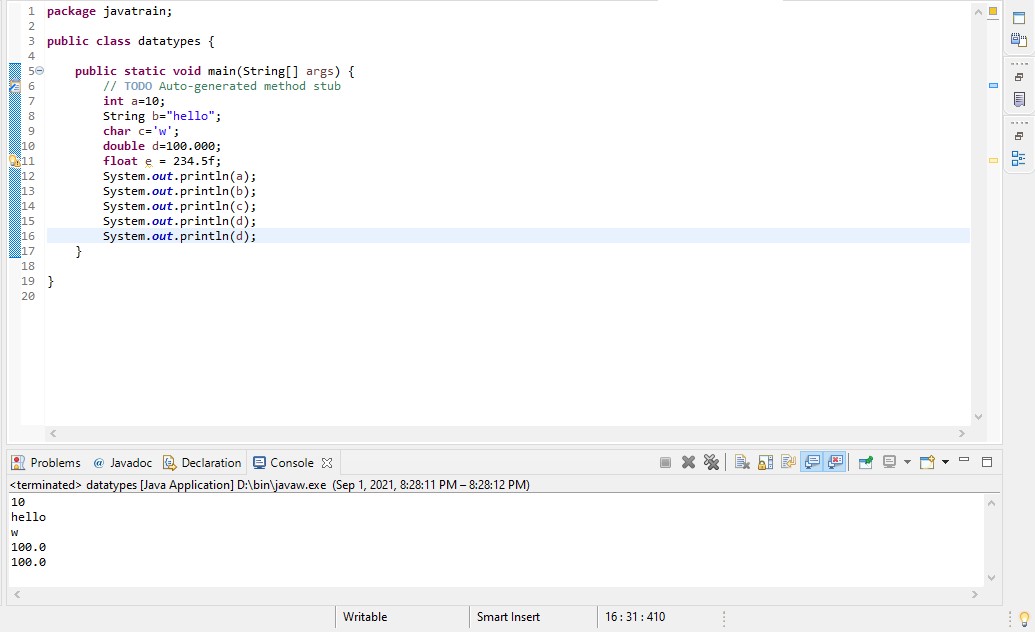 1 package javatrain;
2
3 public class datatypes {
4
5 public static void main(String[] args) {
6 // TODO Auto-generated method stub
7 int a=10;
8 String b="hello";
9 char c='w';
10 double d=100.000;
11 float e = 234.5f;
12 System.out.println(a);
13 System.out.println(b);
14 System.out.println(c);
15 System.out.println(d);
16 System.out.println(d);
17 }
18
19 }
20
Problems @ Javadoc Declaration Console
<terminated> datatypes [Java Application] D:\bin\javaw.exe (Sep 1, 2021, 8:28:11 PM – 8:28:12 PM)
10
hello
w
100.0
100.0
Writable Smart Insert 16 : 31 : 410